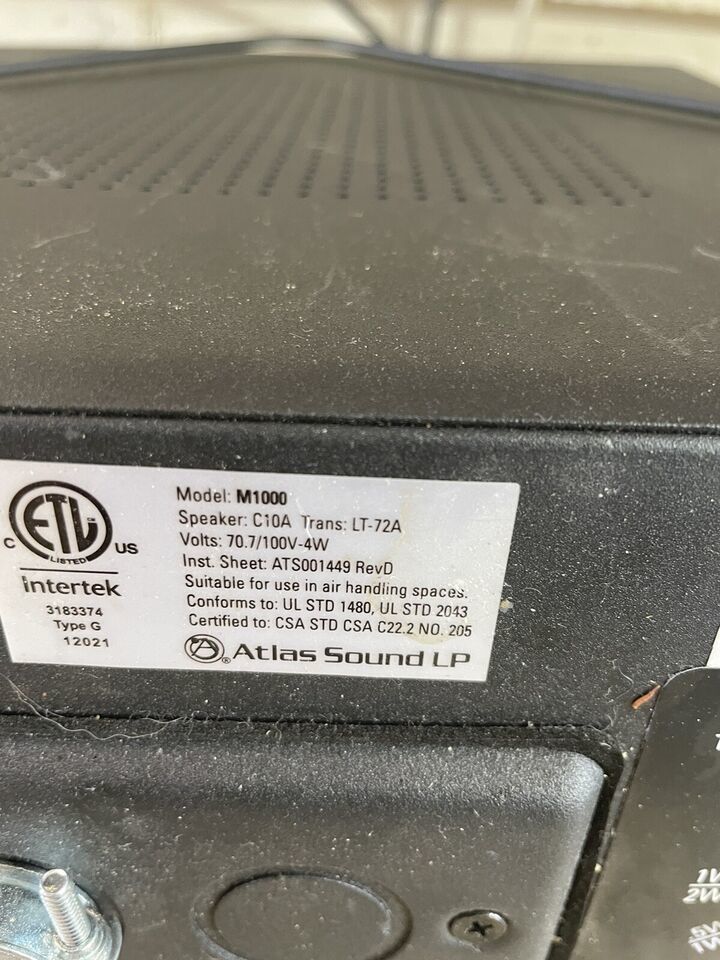 C ETL US
LISTED
Intertek
3183374
Type G
12021
Model: M1000
Speaker: C10A Trans: LT-72A
Volts: 70.7/100V-4W
Inst. Sheet: ATS001449 RevD
Suitable for use in air handling spaces.
Conforms to: UL STD 1480, UL STD 2043
Certified to: CSA STD CSA C22.2 NO. 205
Atlas Sound LP